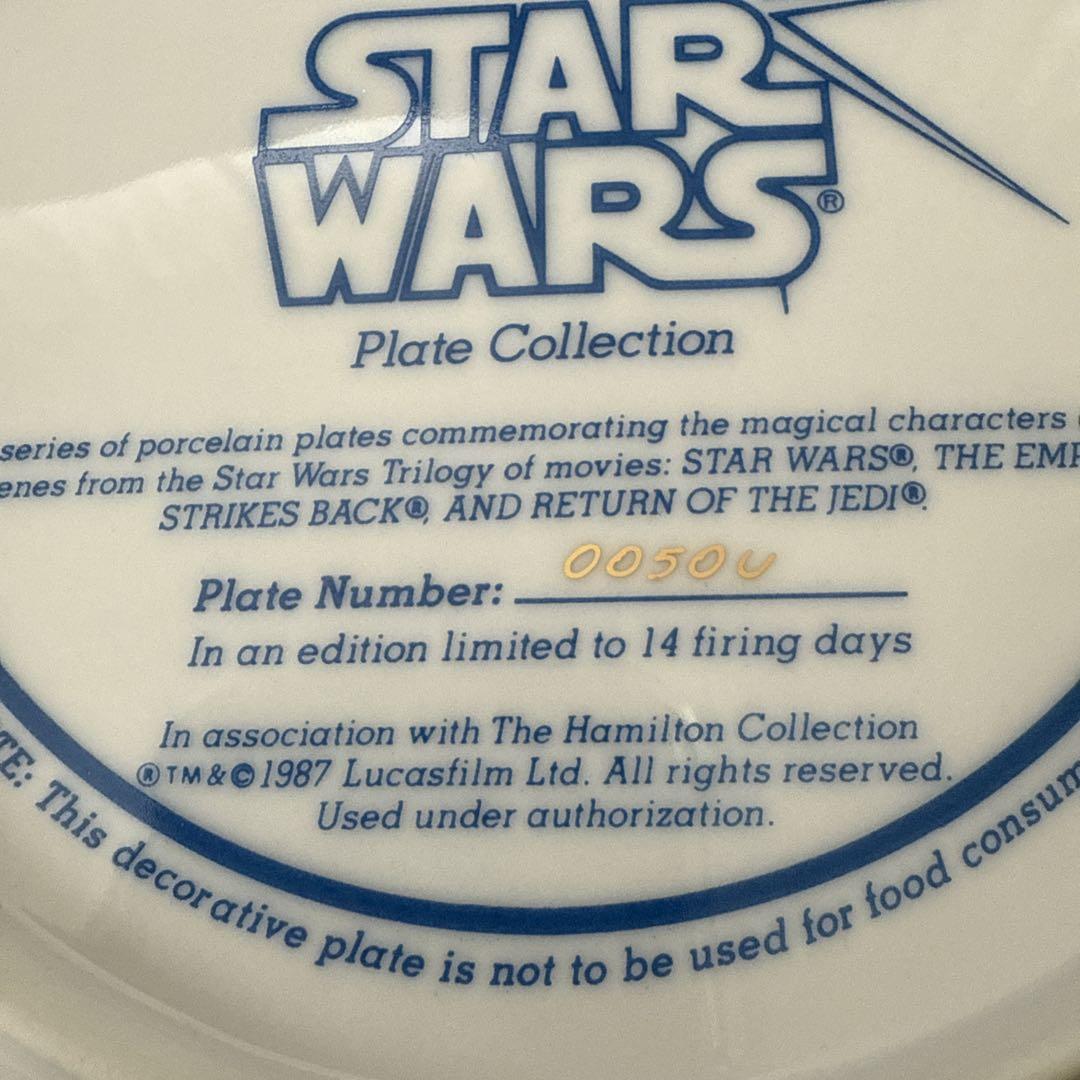 STAR
WARS®
Plate Collection
series of porcelain plates commemorating the magical characters
enes from the Star Wars Trilogy of movies: STAR WARS®, THE EMP
STRIKES BACK®, AND RETURN OF THE JEDI®.
Plate Number: 0050U
In an edition limited to 14 firing days
In association with The Hamilton Collection
®TM&©1987 Lucasfilm Ltd. All rights reserved.
Used under authorization.
TE: This decorative plate is not to be used for food consum